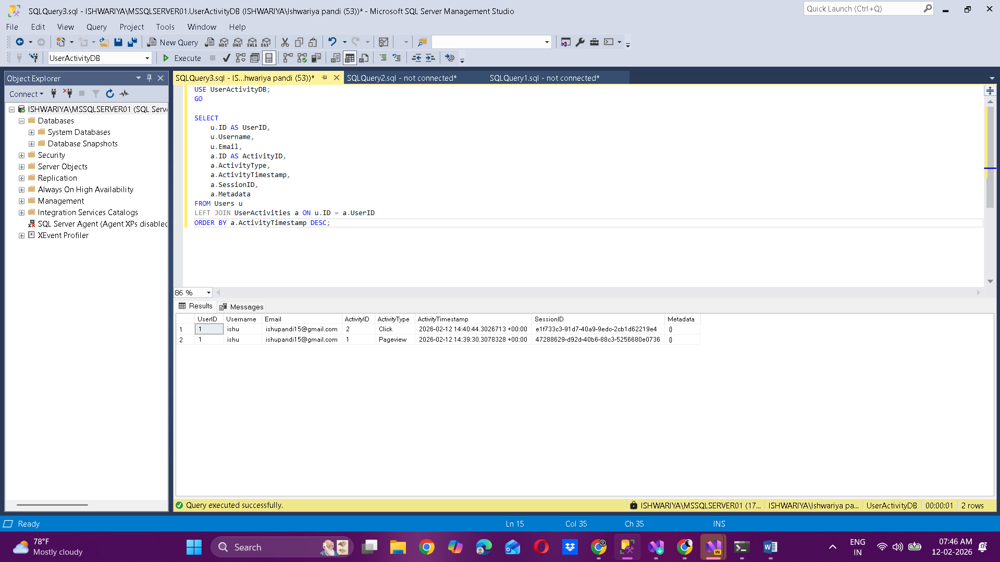 SQLQuery3.sql - ISHWARIYA\MSSQLSERVER01.UserActivityDB (ISHWARIYA\Ishwariya pandi (53))* - Microsoft SQL Server Management Studio
Quick Launch (Ctrl+Q)
File Edit View Query Project Tools Window Help
New Query MDX DMX XMLA DAX
UserActivityDB Execute
Object Explorer
SQLQuery3.sql - IS...hwariya pandi (53))* SQLQuery2.sql - not connected* SQLQuery1.sql - not connected*
Connect
ISHWARIYA\MSSQLSERVER01 (SQL Serv
Databases
System Databases
Database Snapshots
Security
Server Objects
Replication
Always On High Availability
Management
Integration Services Catalogs
SQL Server Agent (Agent XPs disabled
XEvent Profiler
USE UserActivityDB;
GO
SELECT
u.ID AS UserID,
u.Username,
u.Email,
a.ID AS ActivityID,
a.ActivityType,
a.ActivityTimestamp,
a.SessionID,
a.Metadata
FROM Users u
LEFT JOIN UserActivities a ON u.ID = a.UserID
ORDER BY a.ActivityTimestamp DESC;
86 %
Results Messages
UserID Username Email ActivityID ActivityType ActivityTimestamp SessionID Metadata
1 1 ishu ishupandi15@gmail.com 2 Click 2026-02-12 14:40:44.3026713 +00:00 e1f733c3-91d7-40a9-9edc-2cb1d62219e4 {}
2 1 ishu ishupandi15@gmail.com 1 Pageview 2026-02-12 14:39:30.3078328 +00:00 47288629-d92d-40b6-88c3-5256680e0736 {}
Query executed successfully. ISHWARIYA\MSSQLSERVER01 (17... ISHWARIYA\Ishwariya pa... UserActivityDB 00:00:01 2 rows
Ready Ln 15 Col 35 Ch 35 INS
78°F
Mostly cloudy
Search
ENG
IN
07:46 AM
12-02-2026